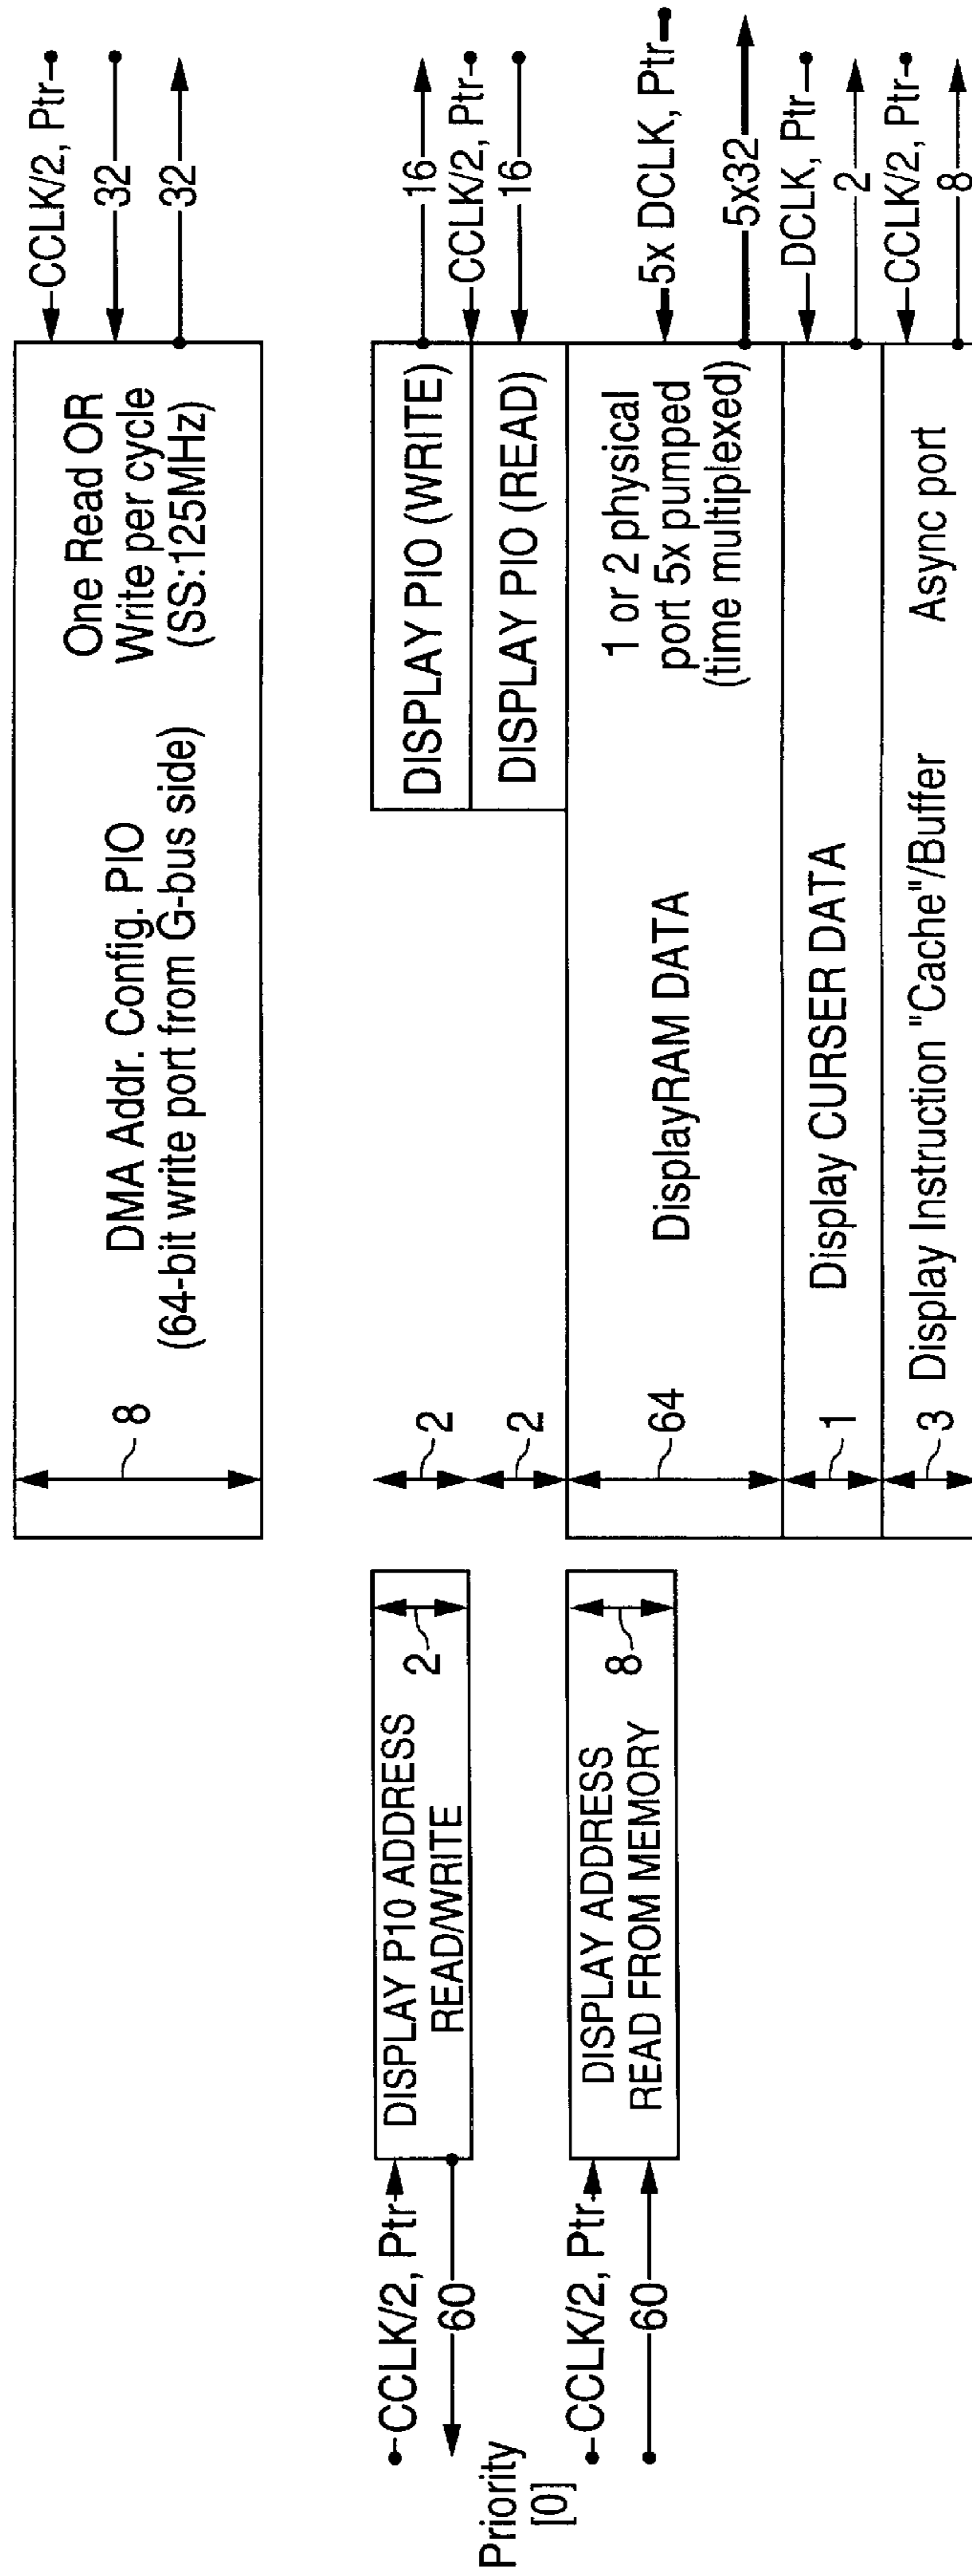 DMA Addr. Config. PIO
(64-bit write port from G-bus side)
One Read OR
Write per cycle
(SS:125MHz)
8
CCLK/2, Ptr
32
32
CCLK/2, Ptr
60
Priority
[0]
DISPLAY P10 ADDRESS
READ/WRITE
2
2
2
DISPLAY PIO (WRITE)
DISPLAY PIO (READ)
16
CCLK/2, Ptr
16
CCLK/2, Ptr
60
DISPLAY ADDRESS
READ FROM MEMORY
8
64
DisplayRAM DATA
1 or 2 physical
port 5x pumped
(time multiplexed)
5x DCLK, Ptr
5x32
1
Display CURSER DATA
DCLK, Ptr
2
3
Display Instruction "Cache"/Buffer
Async port
CCLK/2, Ptr
8